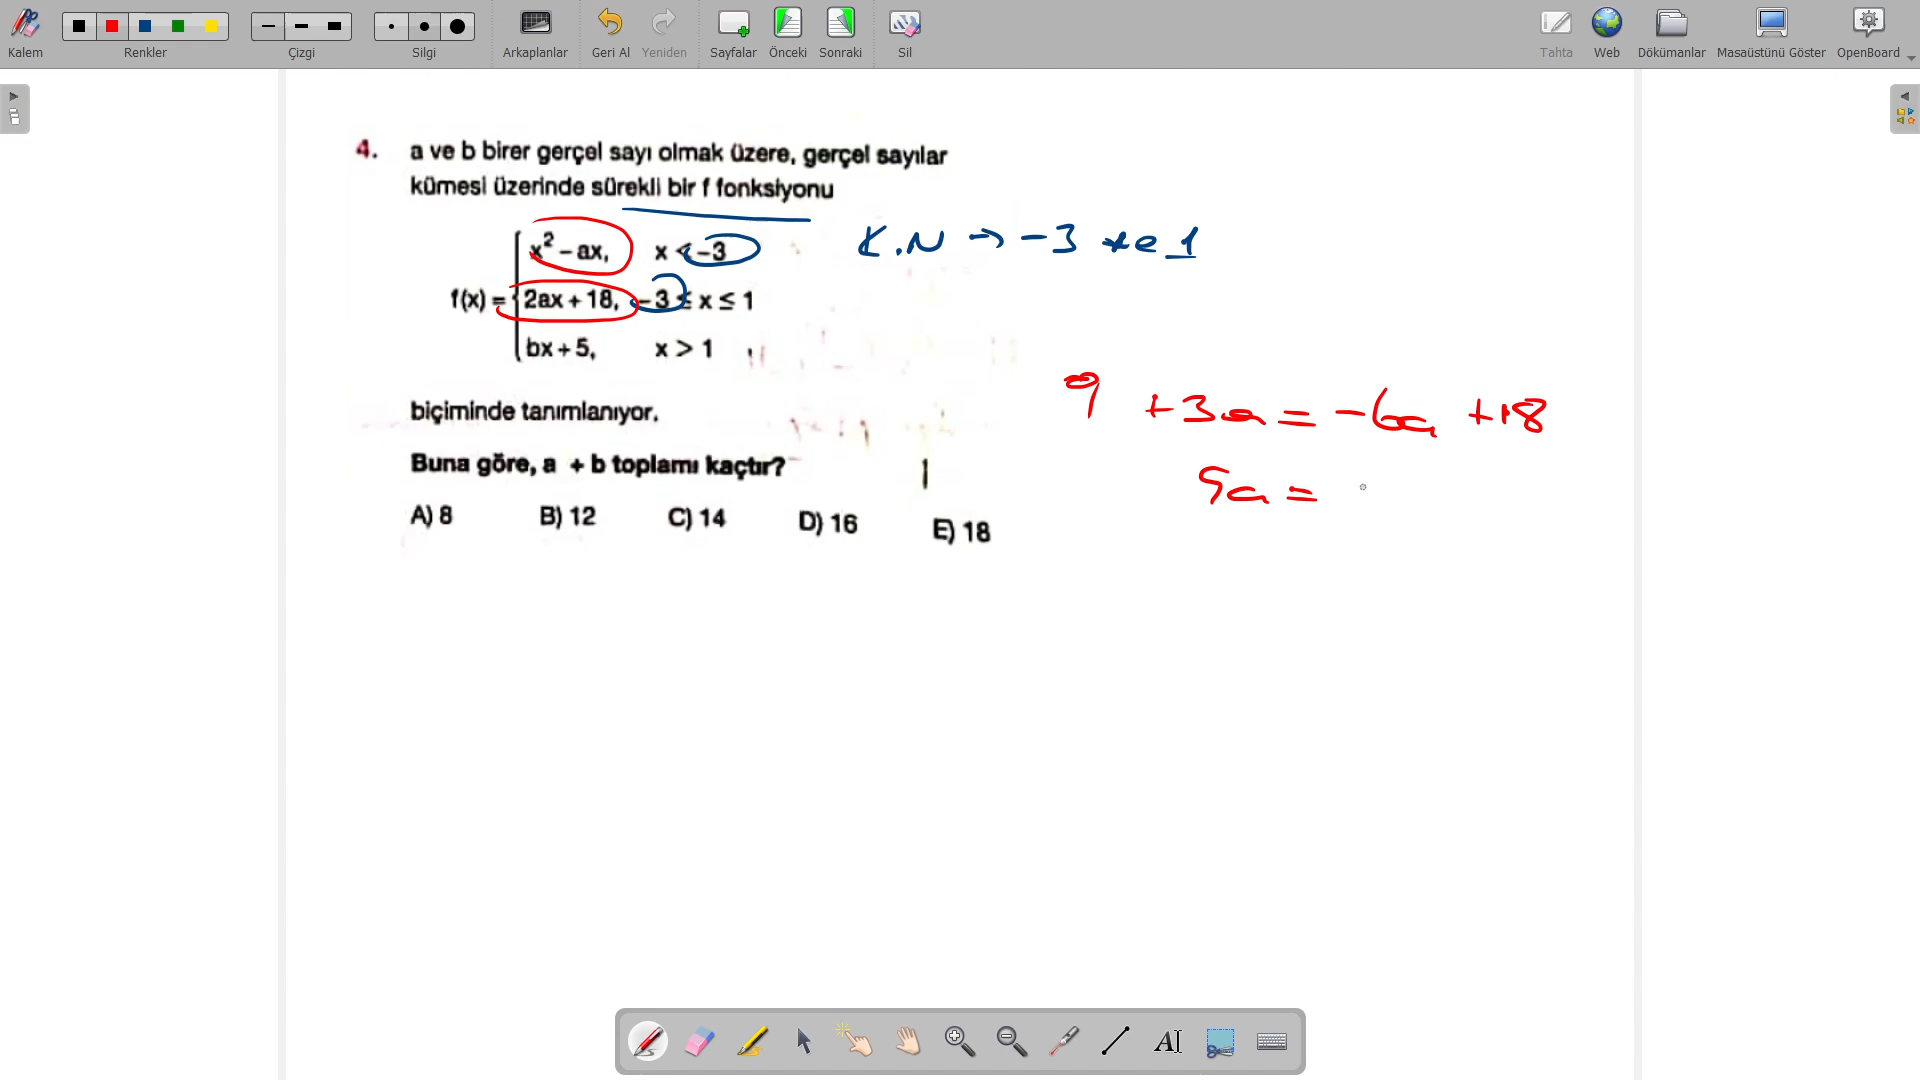 Kalem Renkler Çizgi Silgi Arkaplanlar Geri Al Yeniden Sayfalar Önceki Sonraki Sil Tahta Web Dökümanlar Masaüstünü Göster OpenBoard
4. a ve b birer gerçel sayı olmak üzere, gerçel sayılar
kümesi üzerinde sürekli bir f fonksiyonu
x² − ax, x < −3
f(x) = 2ax + 18, −3 ≤ x ≤ 1
bx + 5, x > 1
K.N → −3 ve 1
biçiminde tanımlanıyor.
9 +3a = −6a +18
Buna göre, a + b toplamı kaçtır?
9a =
A) 8 B) 12 C) 14 D) 16 E) 18